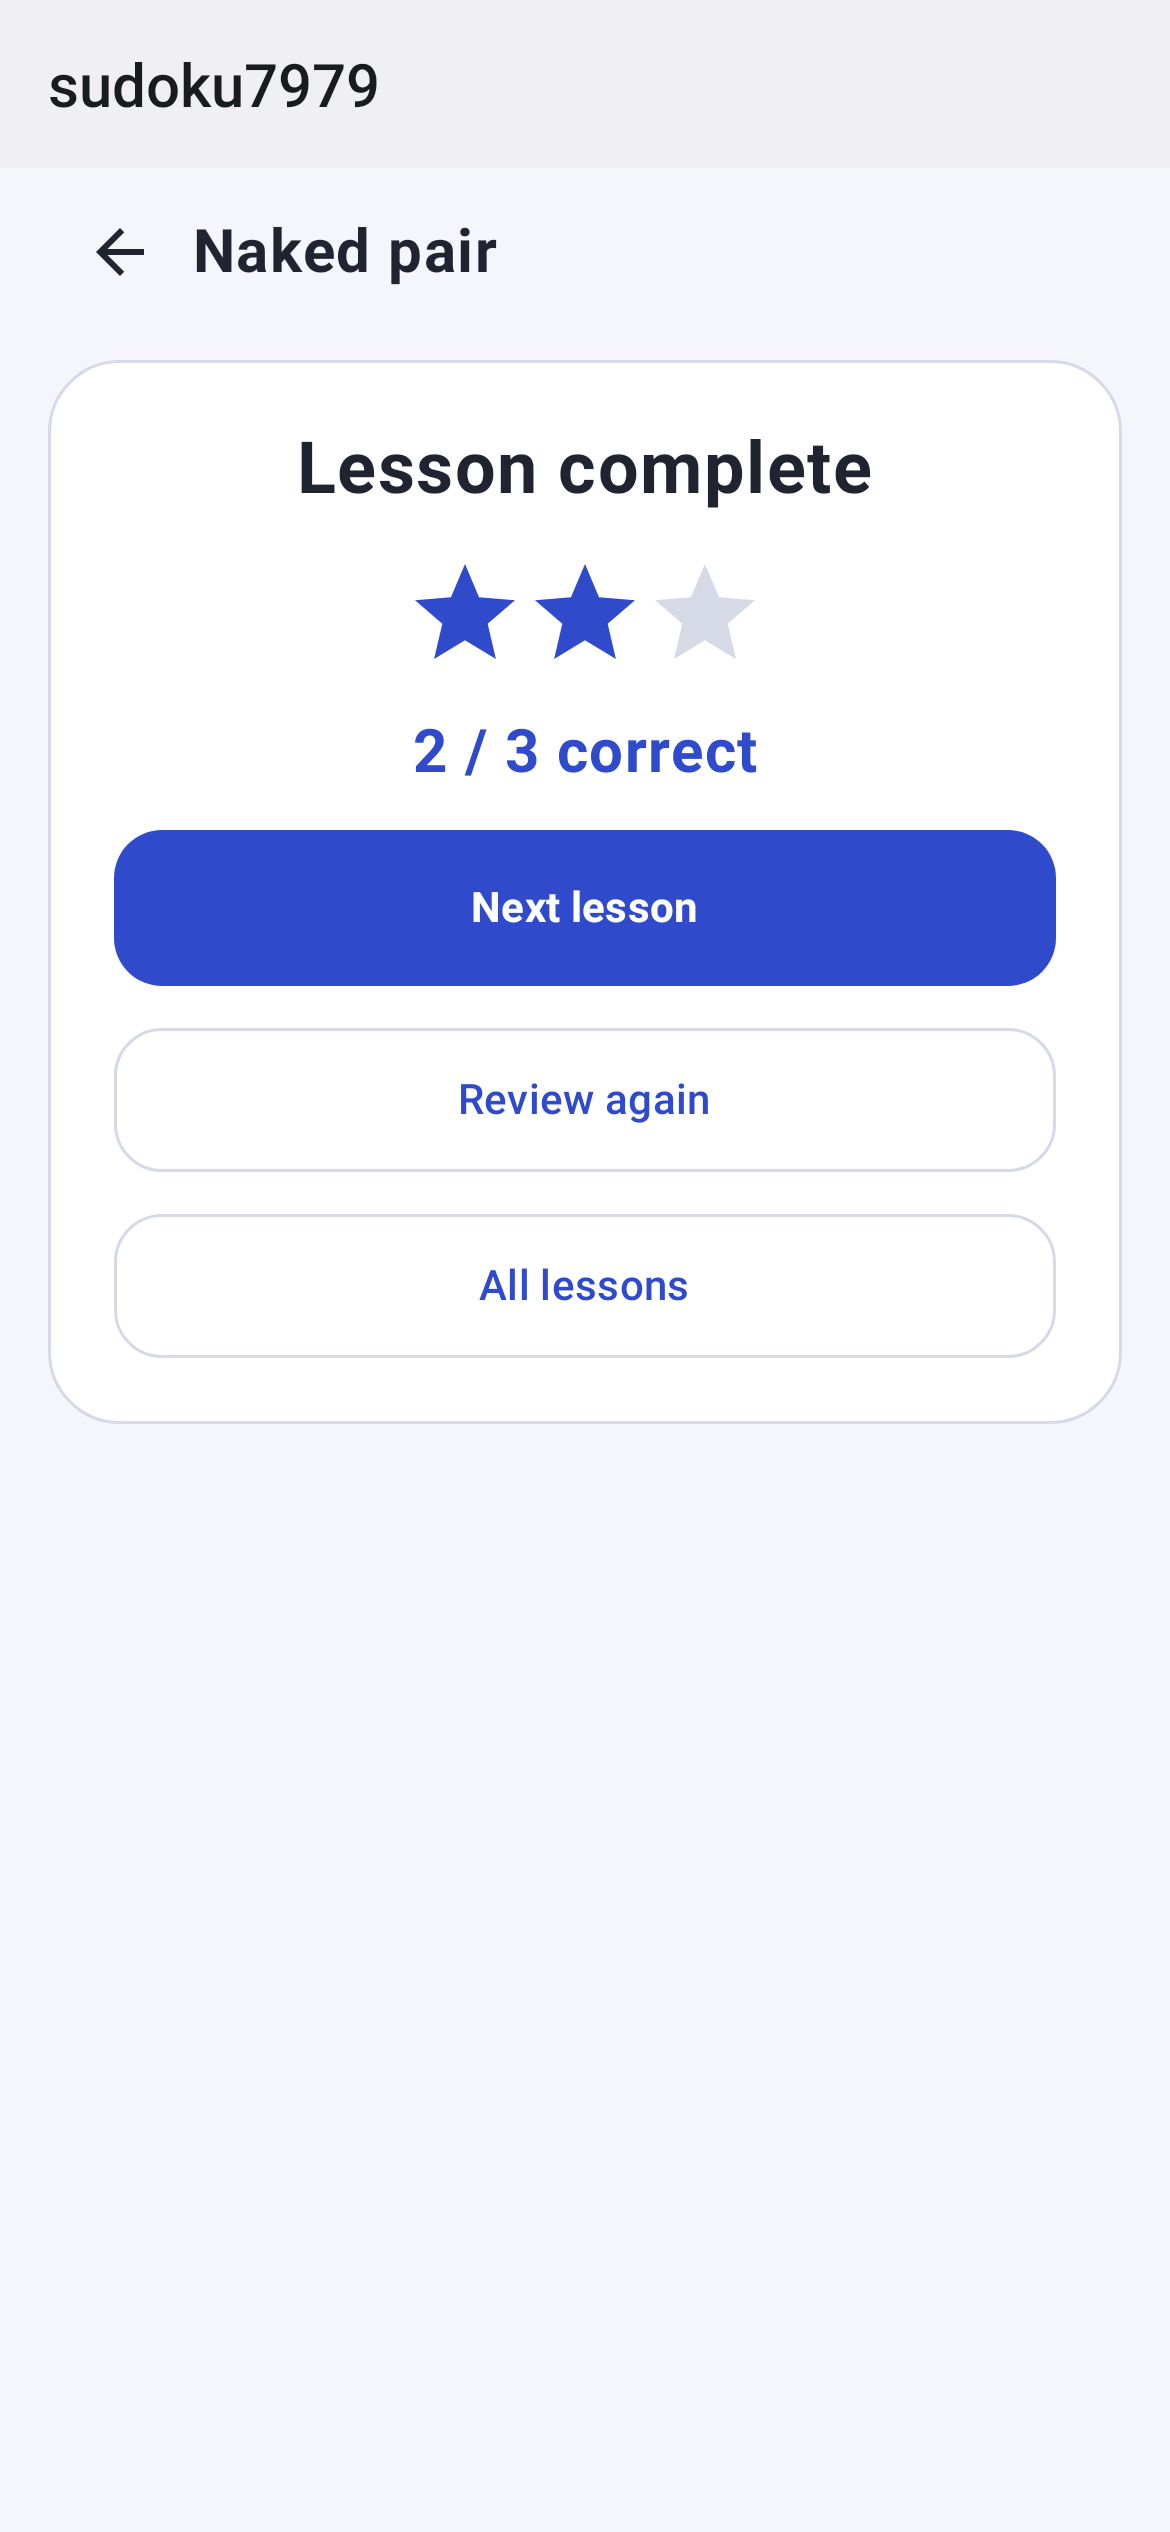 sudoku7979
Naked pair
Lesson complete
2 / 3 correct
Next lesson
Review again
All lessons